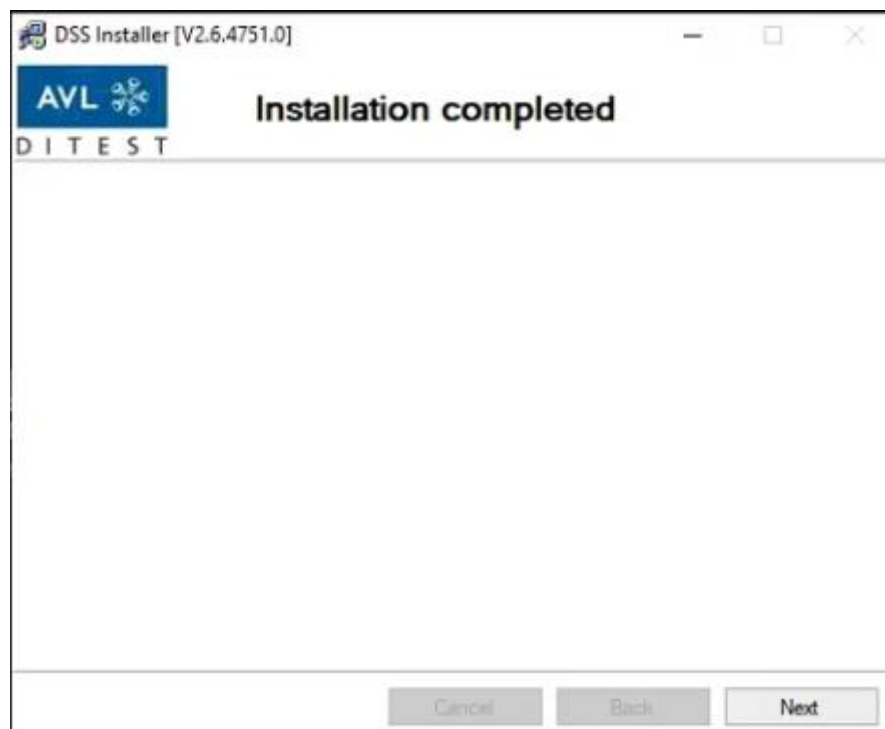 DSS Installer [V2.6.4751.0]
AVL
DITEST
Installation completed
Cancel Back Next